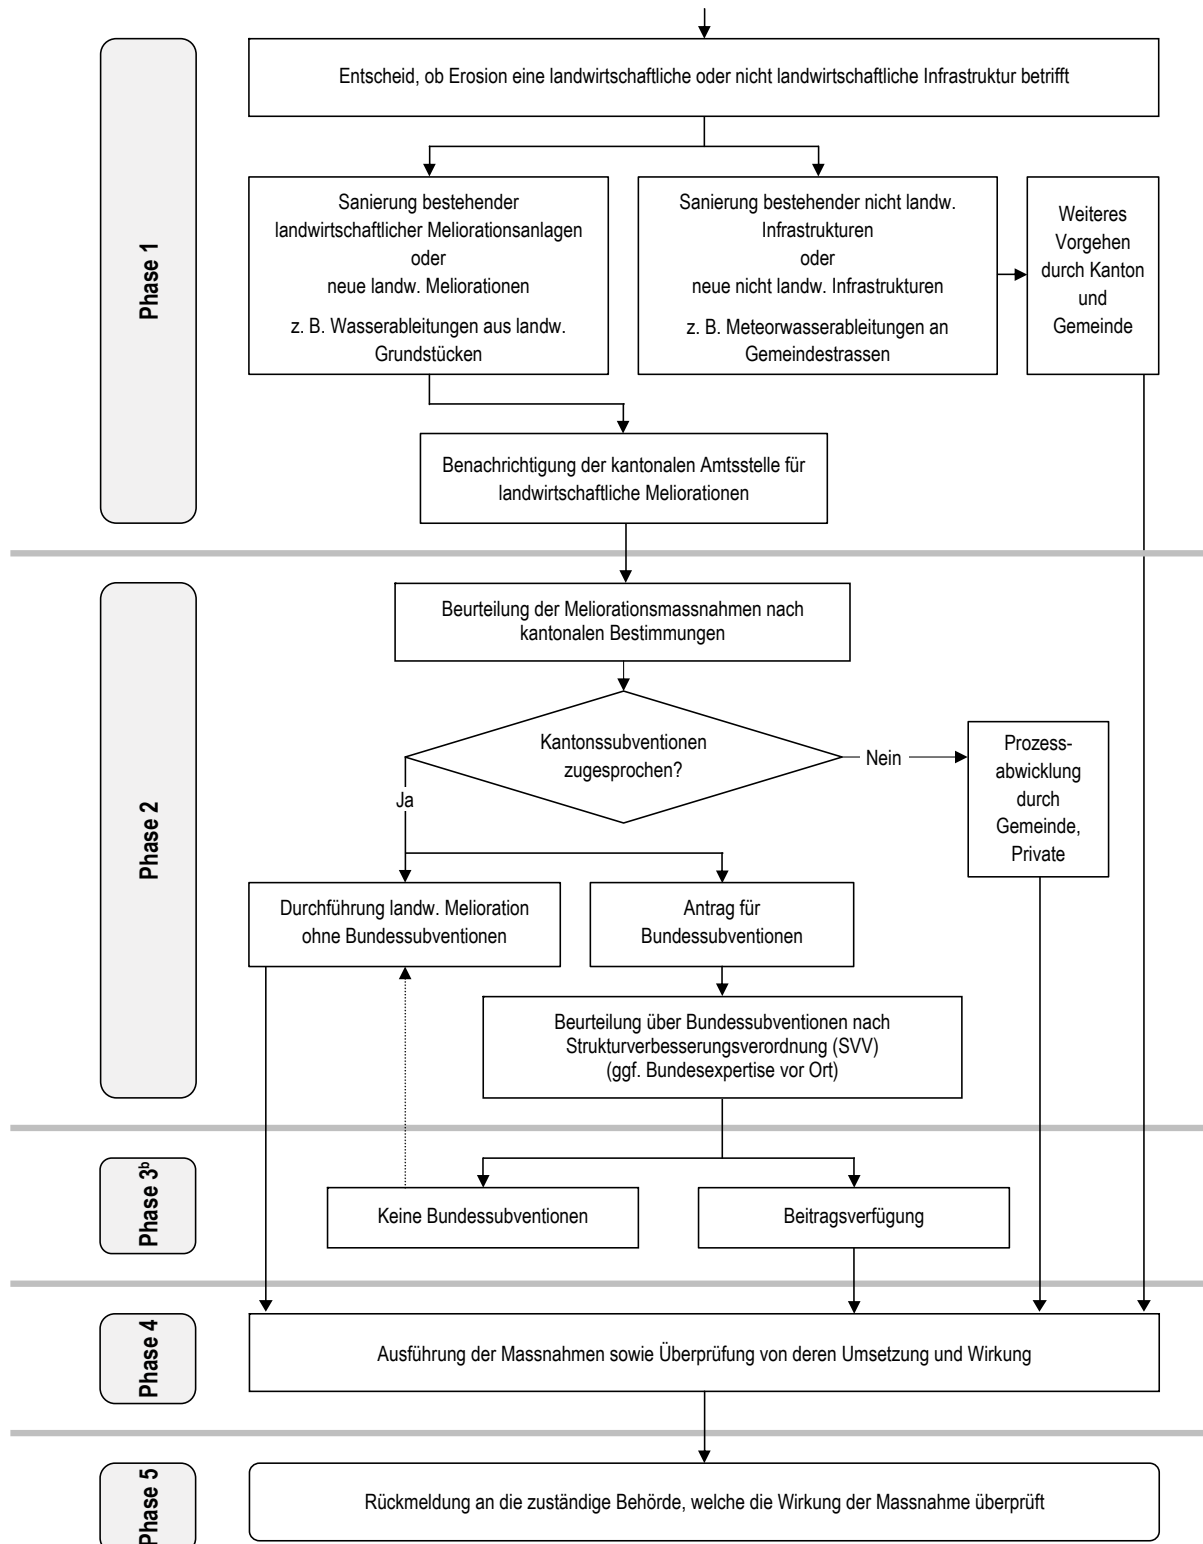 Phase 1
Entscheid, ob Erosion eine landwirtschaftliche oder nicht landwirtschaftliche Infrastruktur betrifft
Sanierung bestehender
landwirtschaftlicher Meliorationsanlagen
oder
neue landw. Meliorationen
z. B. Wasserableitungen aus landw.
Grundstücken
Sanierung bestehender nicht landw.
Infrastrukturen
oder
neue nicht landw. Infrastrukturen
z. B. Meteorwasserableitungen an
Gemeindestrassen
Weiteres
Vorgehen
durch Kanton
und
Gemeinde
Benachrichtigung der kantonalen Amtsstelle für
landwirtschaftliche Meliorationen
Phase 2
Beurteilung der Meliorationsmassnahmen nach
kantonalen Bestimmungen
Kantonssubventionen
zugesprochen?
Nein
Prozess-
abwicklung
durch
Gemeinde,
Private
Ja
Durchführung landw. Melioration
ohne Bundessubventionen
Antrag für
Bundessubventionen
Beurteilung über Bundessubventionen nach
Strukturverbesserungsverordnung (SVV)
(ggf. Bundesexpertise vor Ort)
Phase 3ᵇ
Keine Bundessubventionen
Beitragsverfügung
Phase 4
Ausführung der Massnahmen sowie Überprüfung von deren Umsetzung und Wirkung
Phase 5
Rückmeldung an die zuständige Behörde, welche die Wirkung der Massnahme überprüft